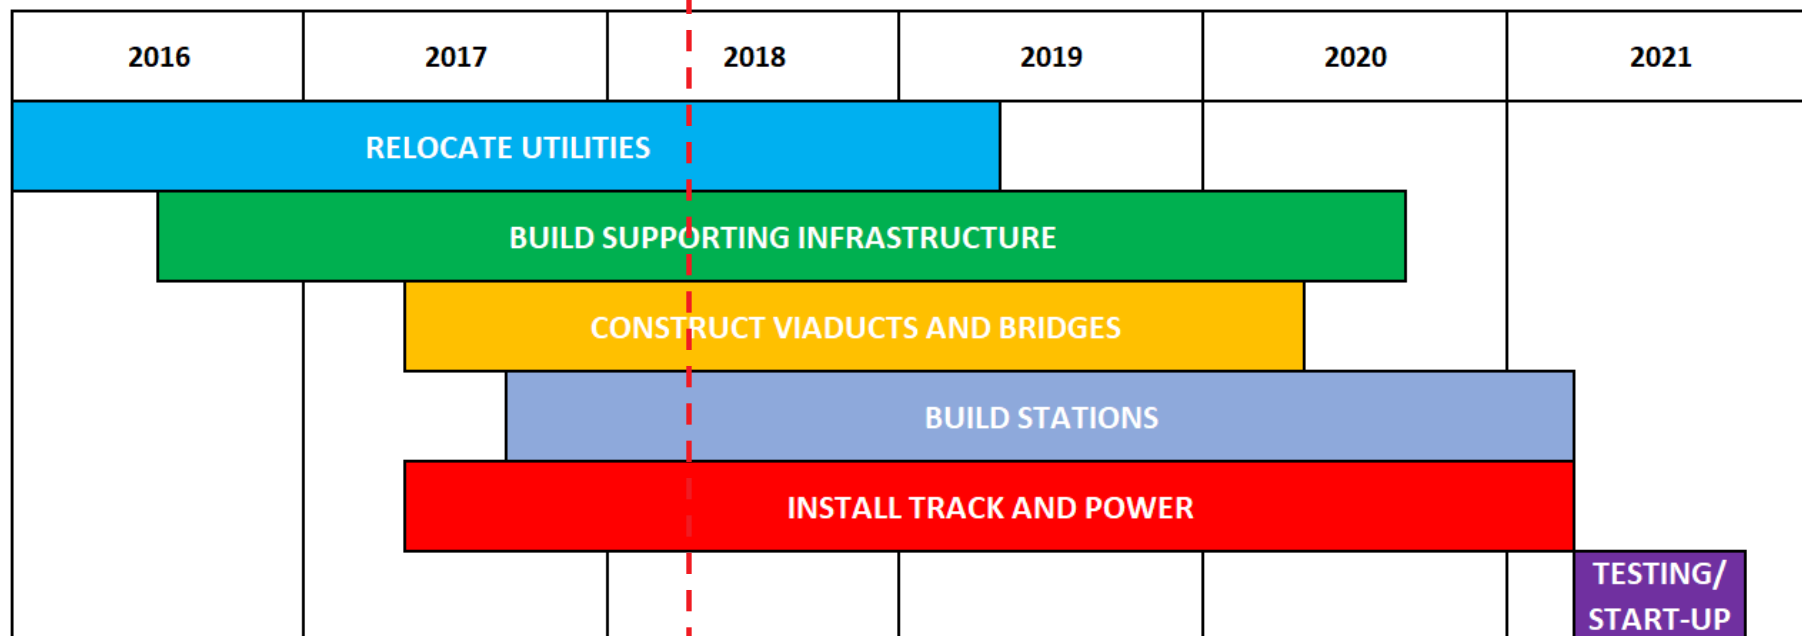 2016 2017 2018 2019 2020 2021
RELOCATE UTILITIES
BUILD SUPPORTING INFRASTRUCTURE
CONSTRUCT VIADUCTS AND BRIDGES
BUILD STATIONS
INSTALL TRACK AND POWER
TESTING/
START-UP